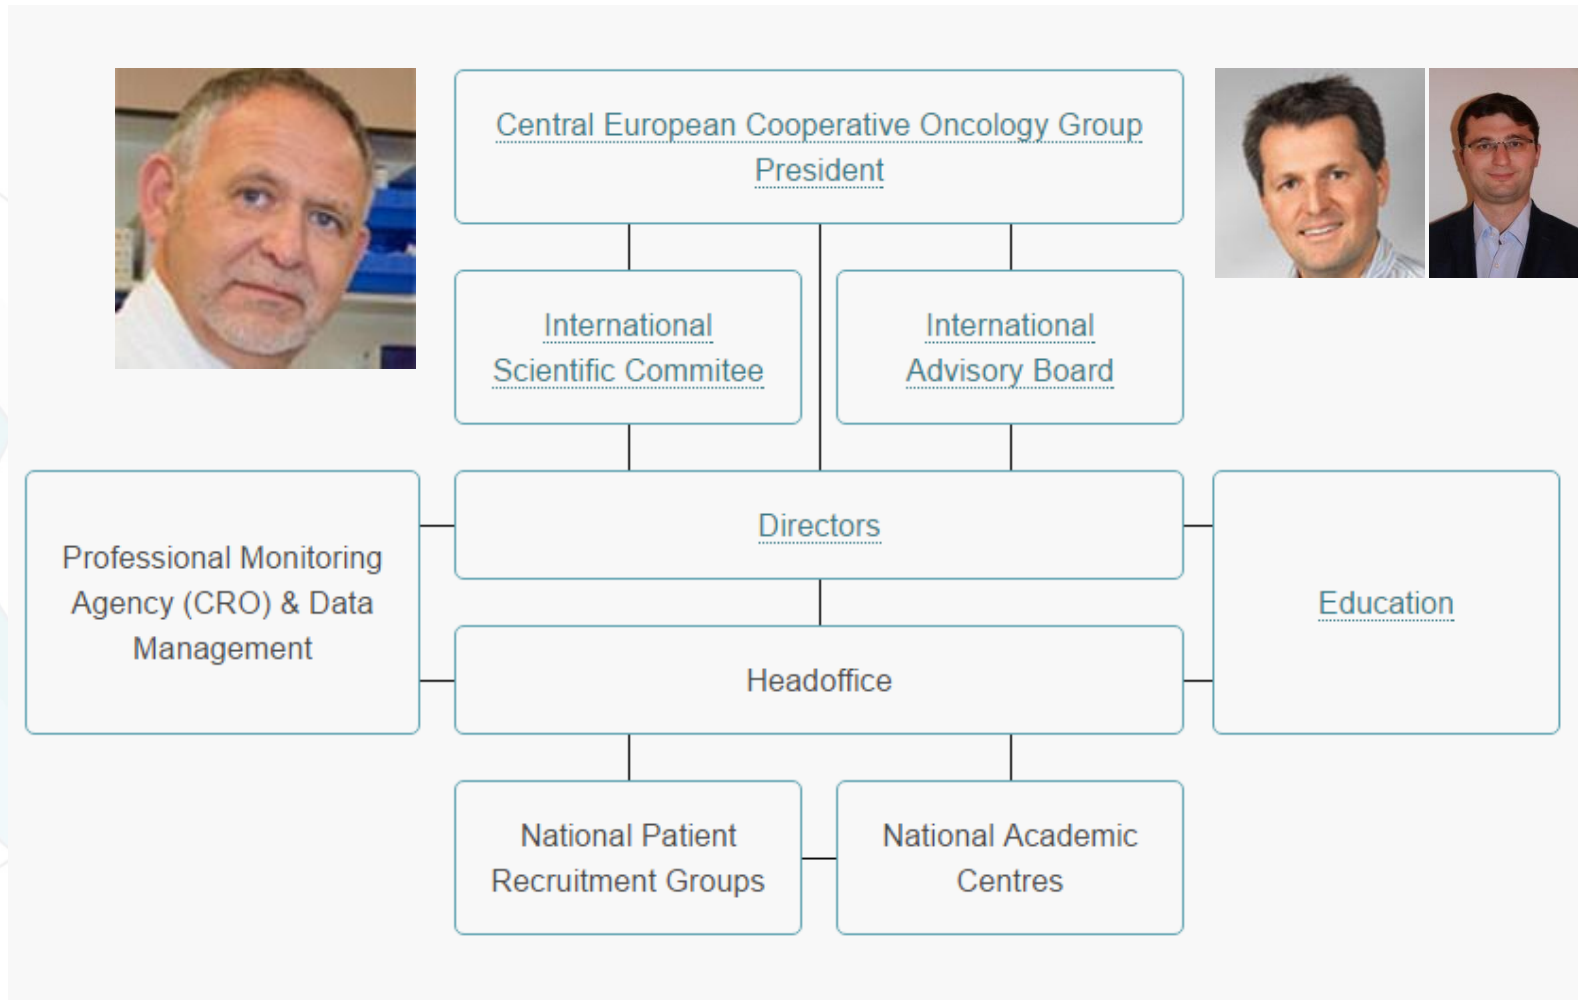 Central European Cooperative Oncology Group
President
International
Scientific Commitee
International
Advisory Board
Professional Monitoring
Agency (CRO) & Data
Management
Directors
Education
Headoffice
National Patient
Recruitment Groups
National Academic
Centres